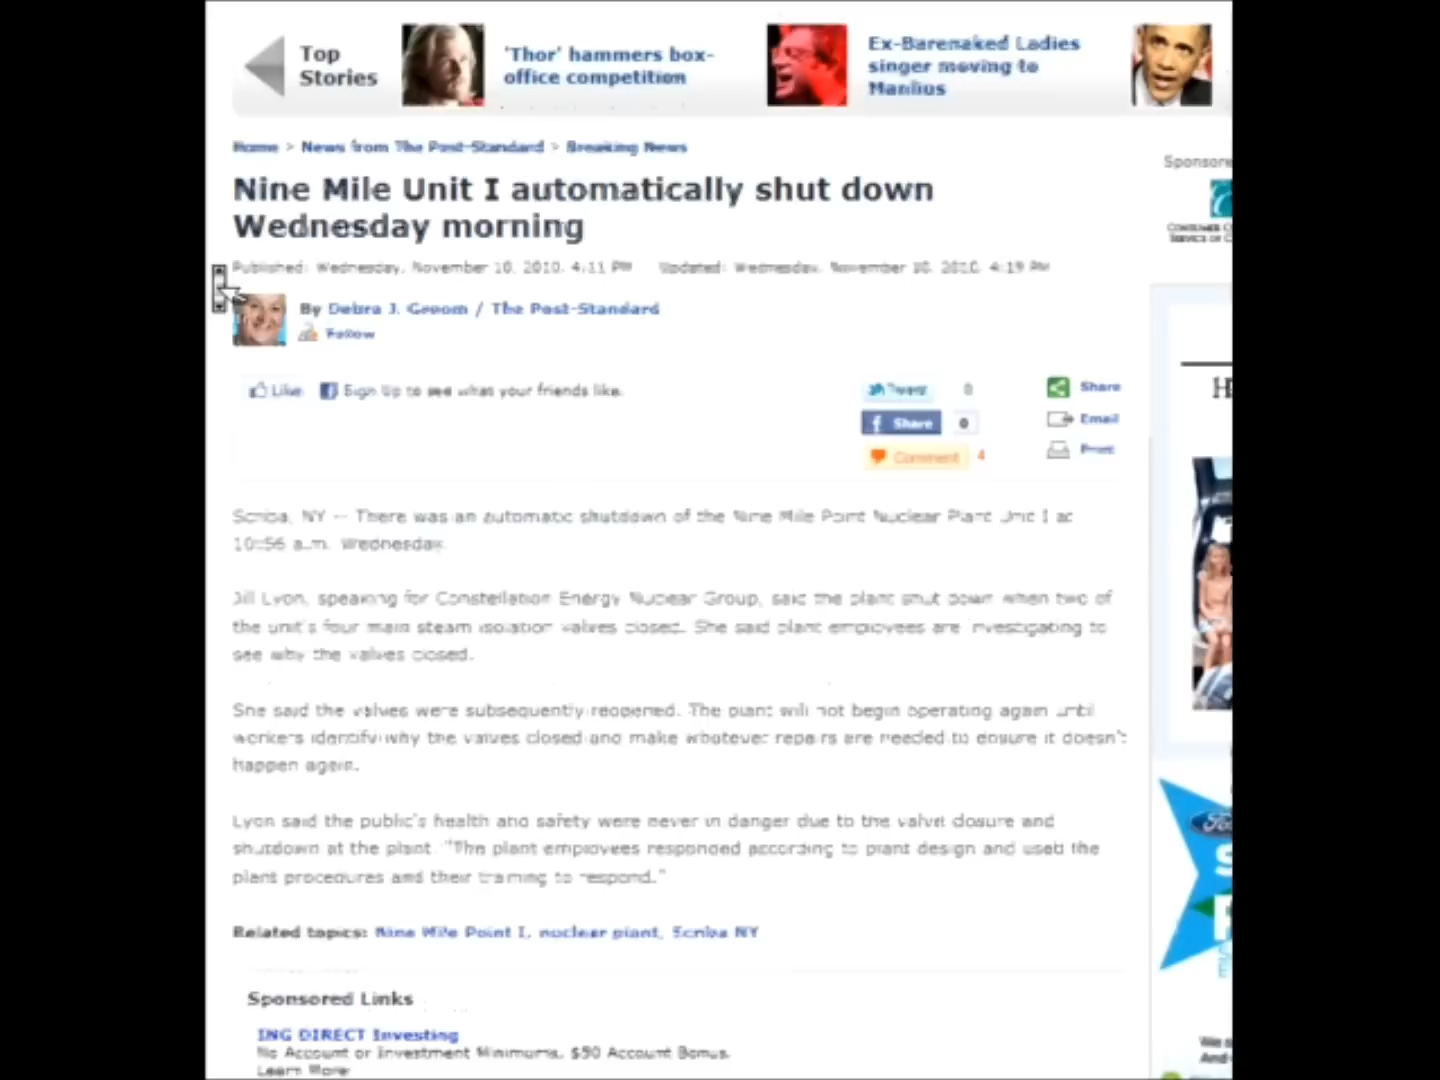 Top Stories
'Thor' hammers box-office competition
Ex-Barenaked Ladies singer moving to Manlius
Home > News from The Post-Standard > Breaking News
Sponsore
Nine Mile Unit I automatically shut down
Wednesday morning
Published: Wednesday, November 10, 2010, 4:11 PM    Updated: Wednesday, November 10, 2010, 4:19 PM
By Debra J. Groom / The Post-Standard
Follow
Like    Sign Up to see what your friends like.
Tweet 0    Share
Share 0    Email
Comment 4    Print
Scriba, NY -- There was an automatic shutdown of the Nine Mile Point Nuclear Plant Unit I at
10:56 a.m. Wednesday.
Jill Lyon, speaking for Constellation Energy Nuclear Group, said the plant shut down when two of
the unit's four main steam isolation valves closed. She said plant employees are investigating to
see why the valves closed.
She said the valves were subsequently reopened. The plant will not begin operating again until
workers identify why the valves closed and make whatever repairs are needed to ensure it doesn't
happen again.
Lyon said the public's health and safety were never in danger due to the valve closure and
shutdown at the plant. "The plant employees responded according to plant design and used the
plant procedures and their training to respond."
Related topics: Nine Mile Point I, nuclear plant, Scriba NY
Sponsored Links
ING DIRECT Investing
No Account or Investment Minimums. $50 Account Bonus.
Learn More
Ford
We a
And